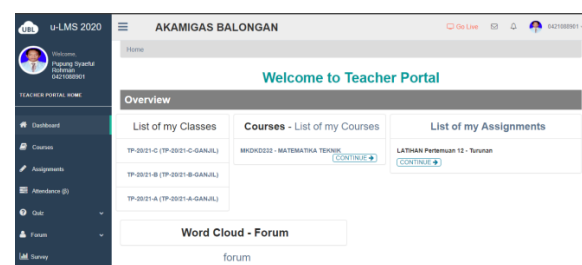 UBL
u-LMS 2020
AKAMIGAS BALONGAN
Go Live
0421088901
Welcome,
Pupung Syaeful
Rohman
0421088901
TEACHER PORTAL HOME
Dashboard
Courses
Assignments
Attendance (β)
Quiz
Forum
Survey
Home
Welcome to Teacher Portal
Overview
List of my Classes
TP-20/21-C (TP-20/21-C-GANJIL)
TP-20/21-B (TP-20/21-B-GANJIL)
TP-20/21-A (TP-20/21-A-GANJIL)
Courses - List of my Courses
MKDKD232 - MATEMATIKA TEKNIK
CONTINUE
List of my Assignments
LATIHAN Pertemuan 12 - Turunan
CONTINUE
Word Cloud - Forum
forum